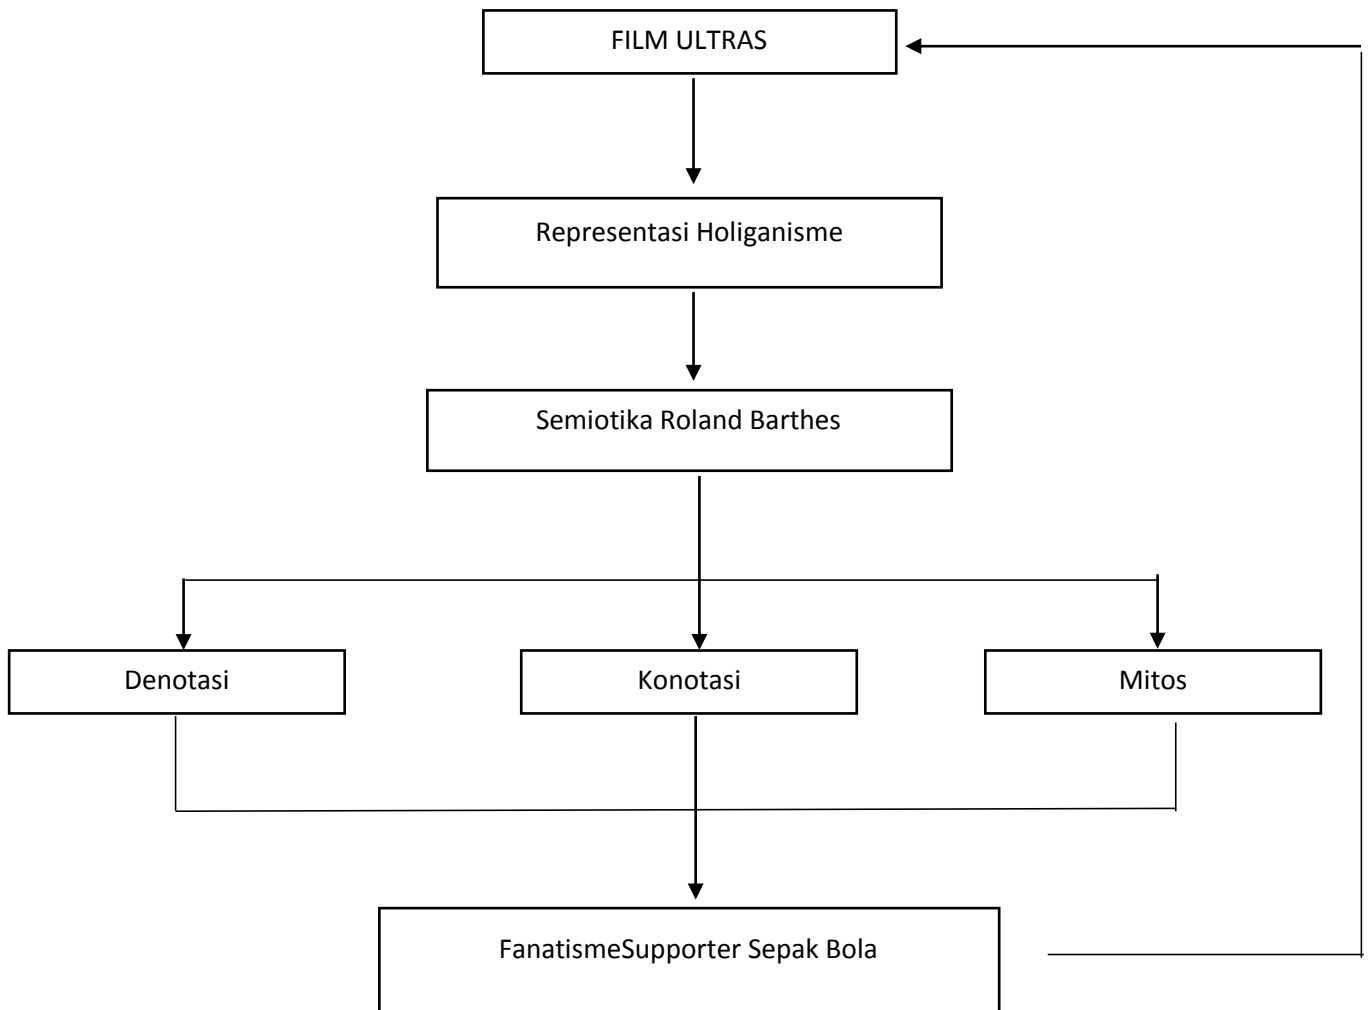 FILM ULTRAS
Representasi Holiganisme
Semiotika Roland Barthes
Denotasi
Konotasi
Mitos
FanatismeSupporter Sepak Bola